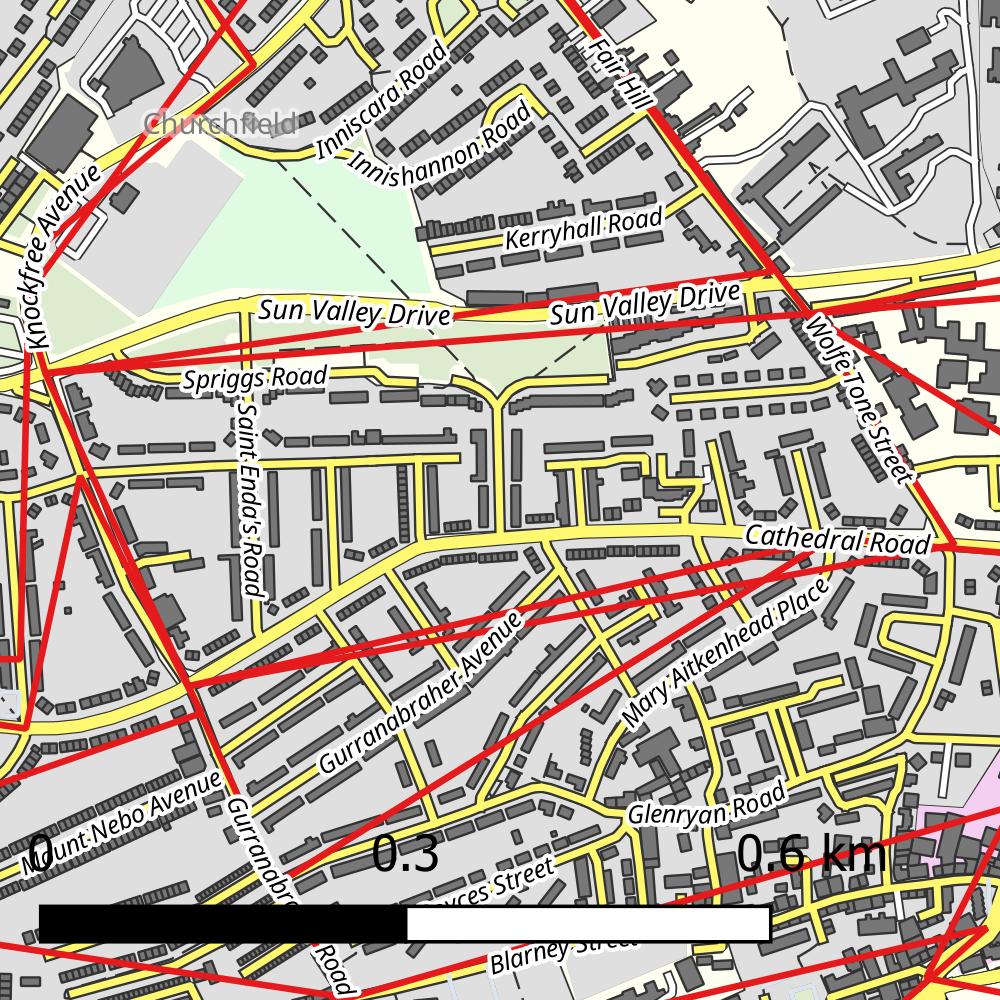 Fair Hill
Inniscara Road
Churchfield
Innishannon Road
Knockfree Avenue
Kerryhall Road
Sun Valley Drive
Sun Valley Drive
Wolfe Tone Street
Spriggs Road
Saint Enda's Road
Cathedral Road
Mary Aitkenhead Place
Gurranabraher Avenue
Mount Nebo Avenue
Glenryan Road
Gurranabr
Road
0 0.3 0.6 km
yces Street
Blarney Street